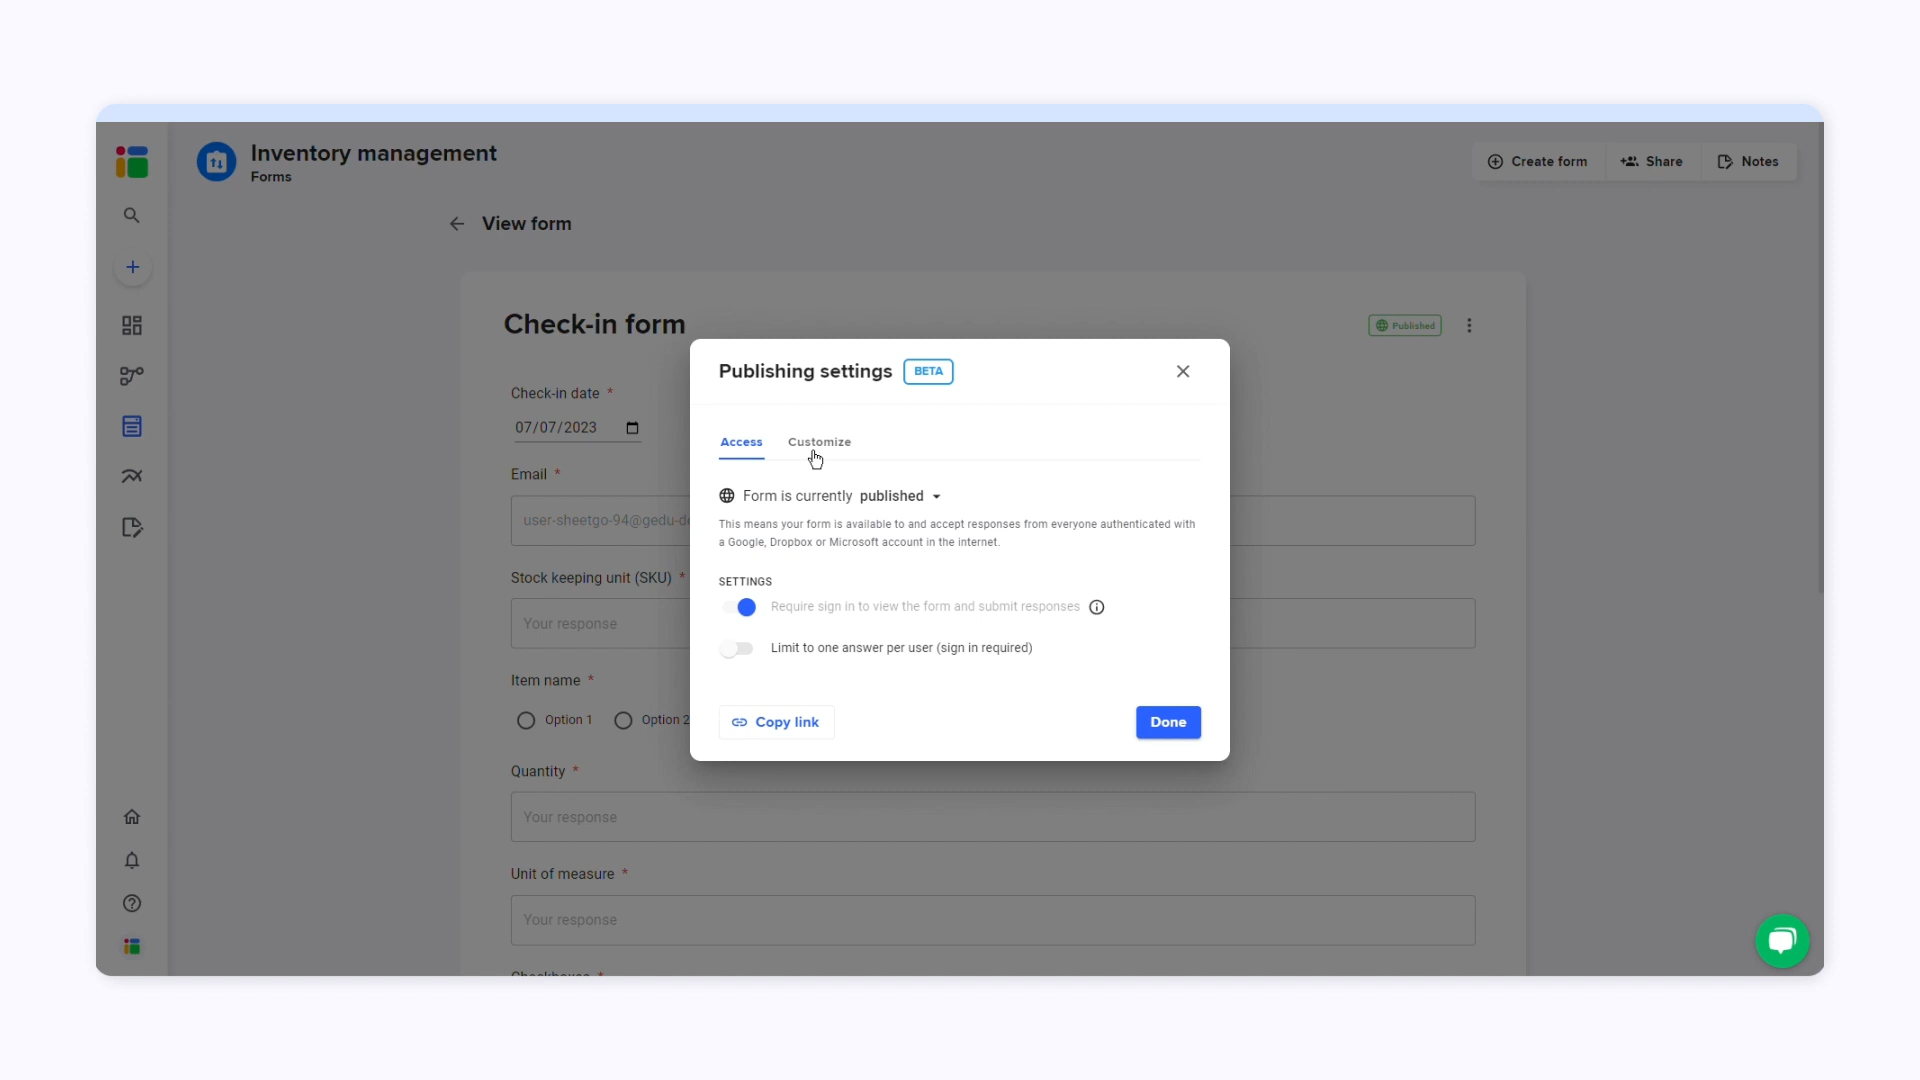 Inventory management
Forms
Create form
Share
Notes
View form
Check-in form
Published
Check-in date *
07/07/2023
Email *
user-sheetgo-94@gedu-de
Stock keeping unit (SKU) *
Your response
Item name *
Option 1
Option 2
Quantity *
Your response
Unit of measure *
Your response
Checkboxes *
Publishing settings
BETA
Access
Customize
Form is currently published
This means your form is available to and accept responses from everyone authenticated with
a Google, Dropbox or Microsoft account in the internet.
SETTINGS
Require sign in to view the form and submit responses
Limit to one answer per user (sign in required)
Copy link
Done